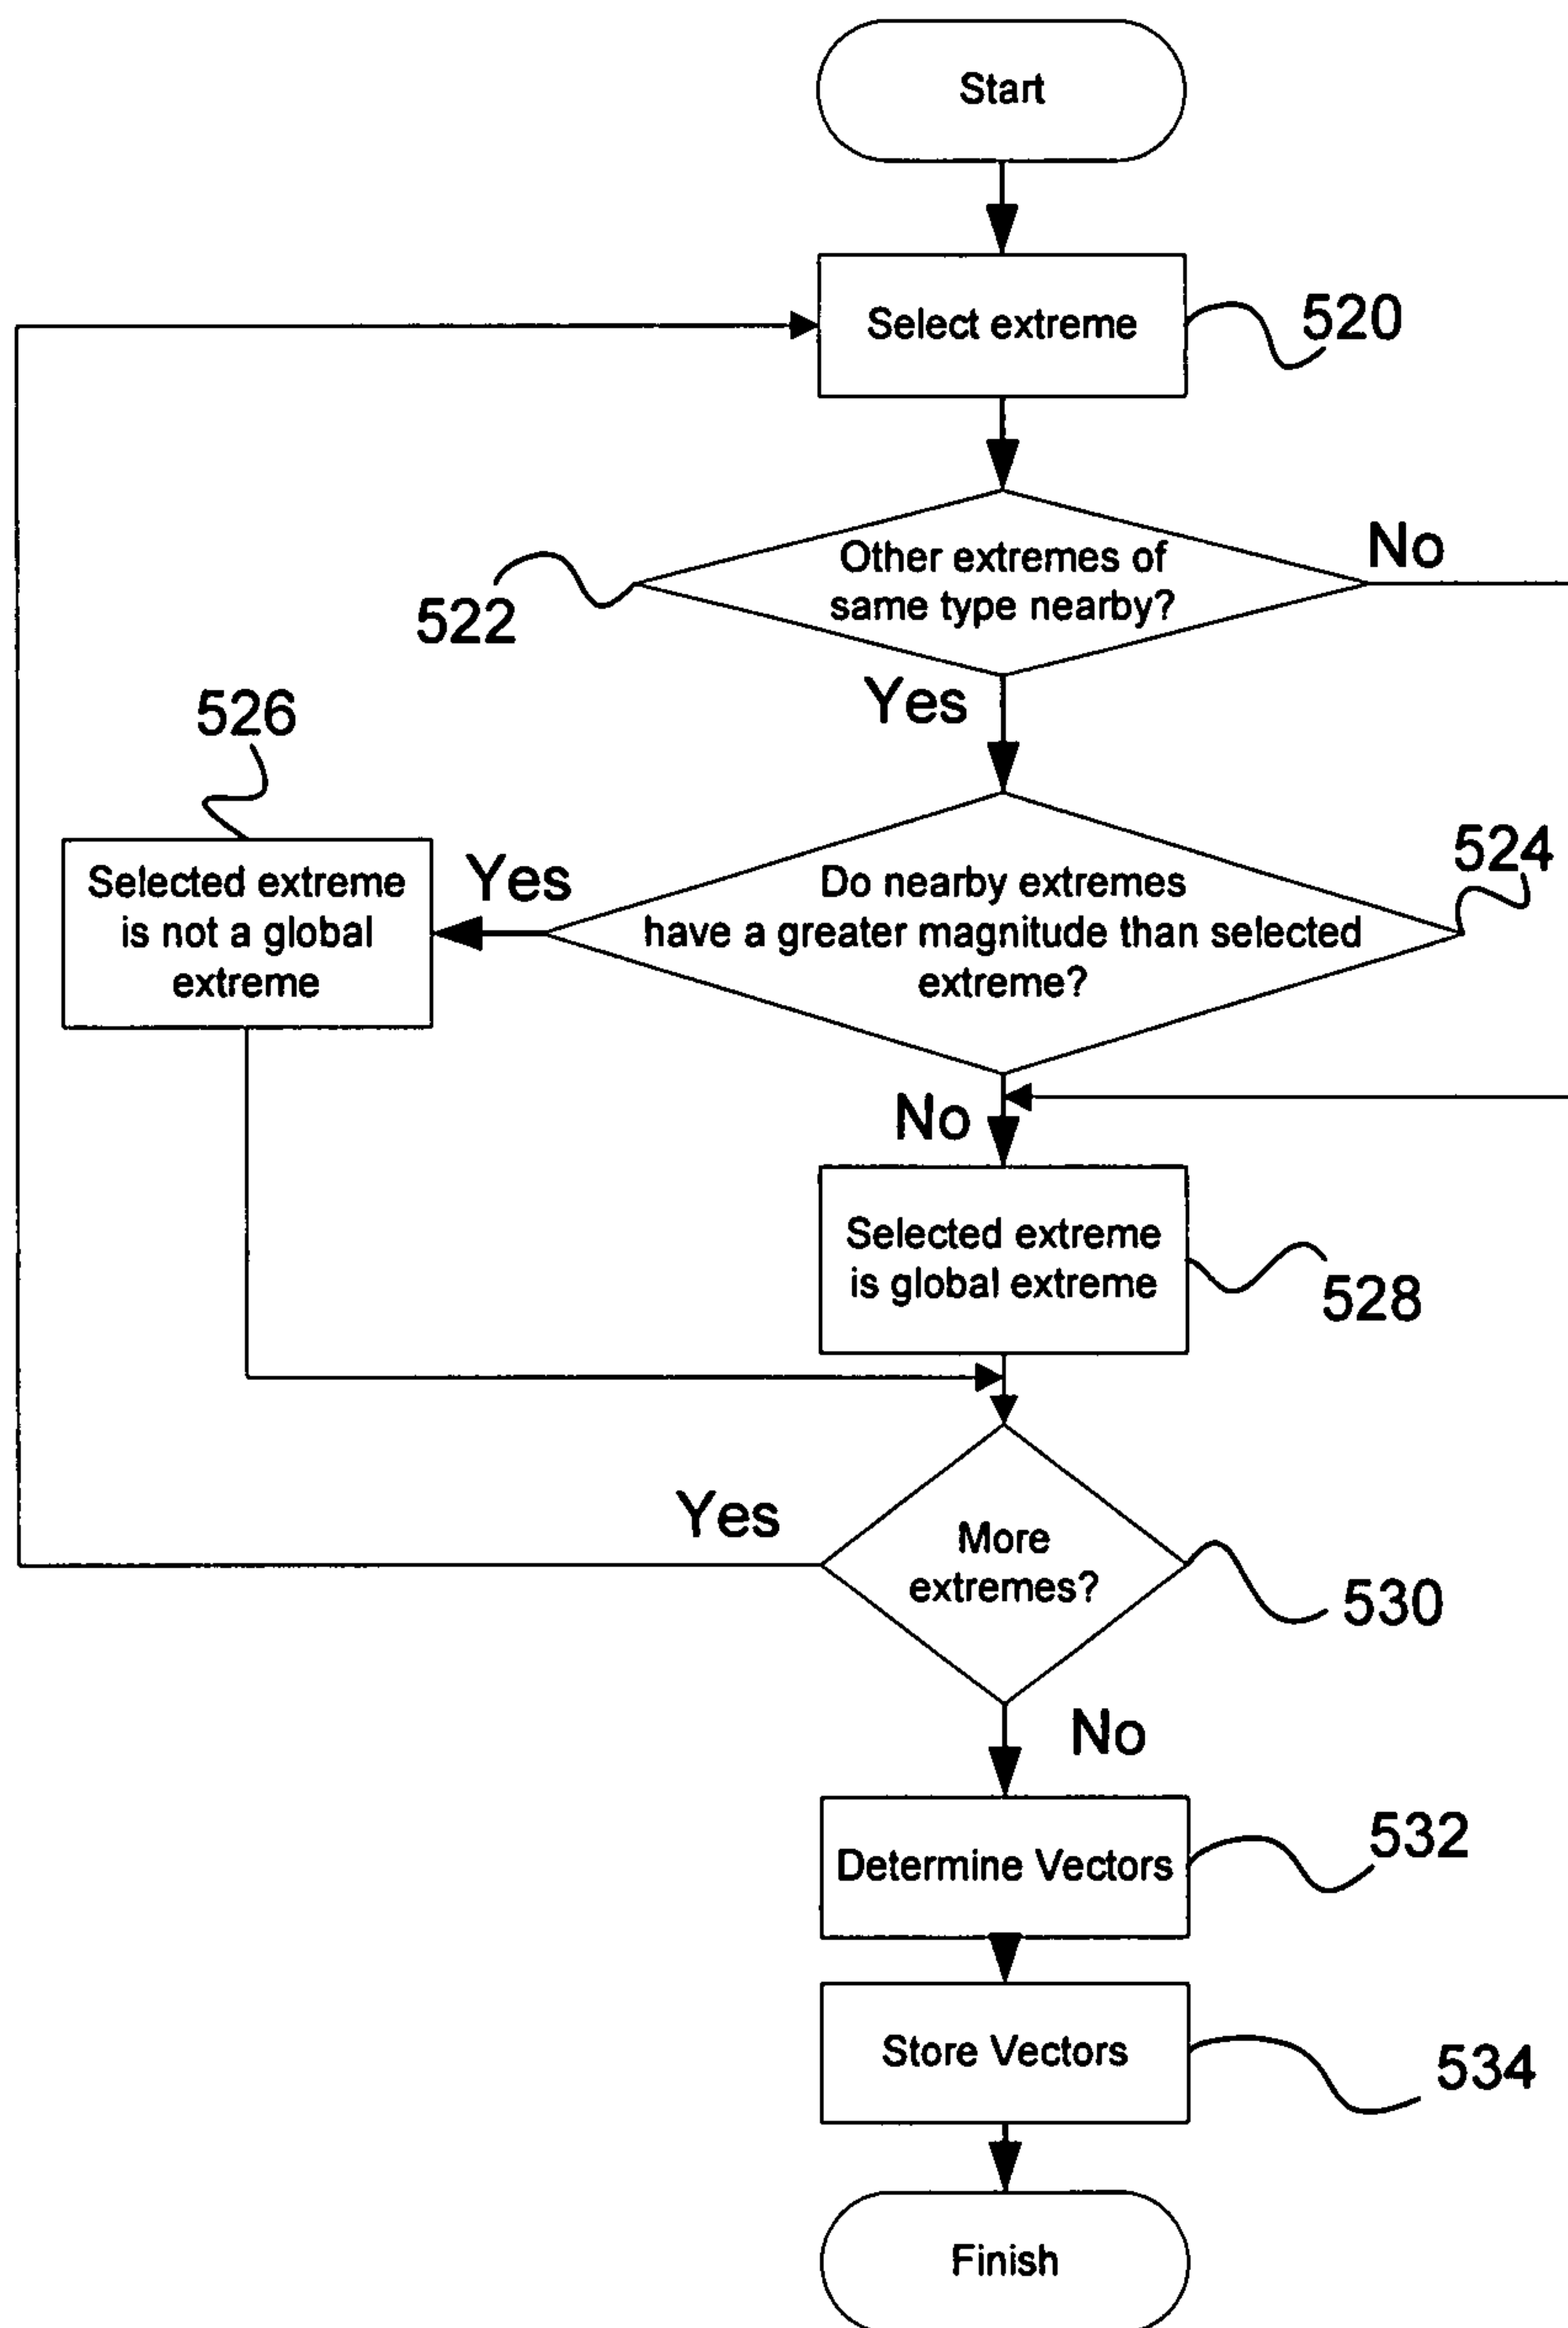 Start
Select extreme
520
Other extremes of
same type nearby?
No
522
Yes
526
Selected extreme
is not a global
extreme
Yes
Do nearby extremes
have a greater magnitude than selected
extreme?
524
No
Selected extreme
is global extreme
528
Yes
More
extremes?
530
No
Determine Vectors
532
Store Vectors
534
Finish